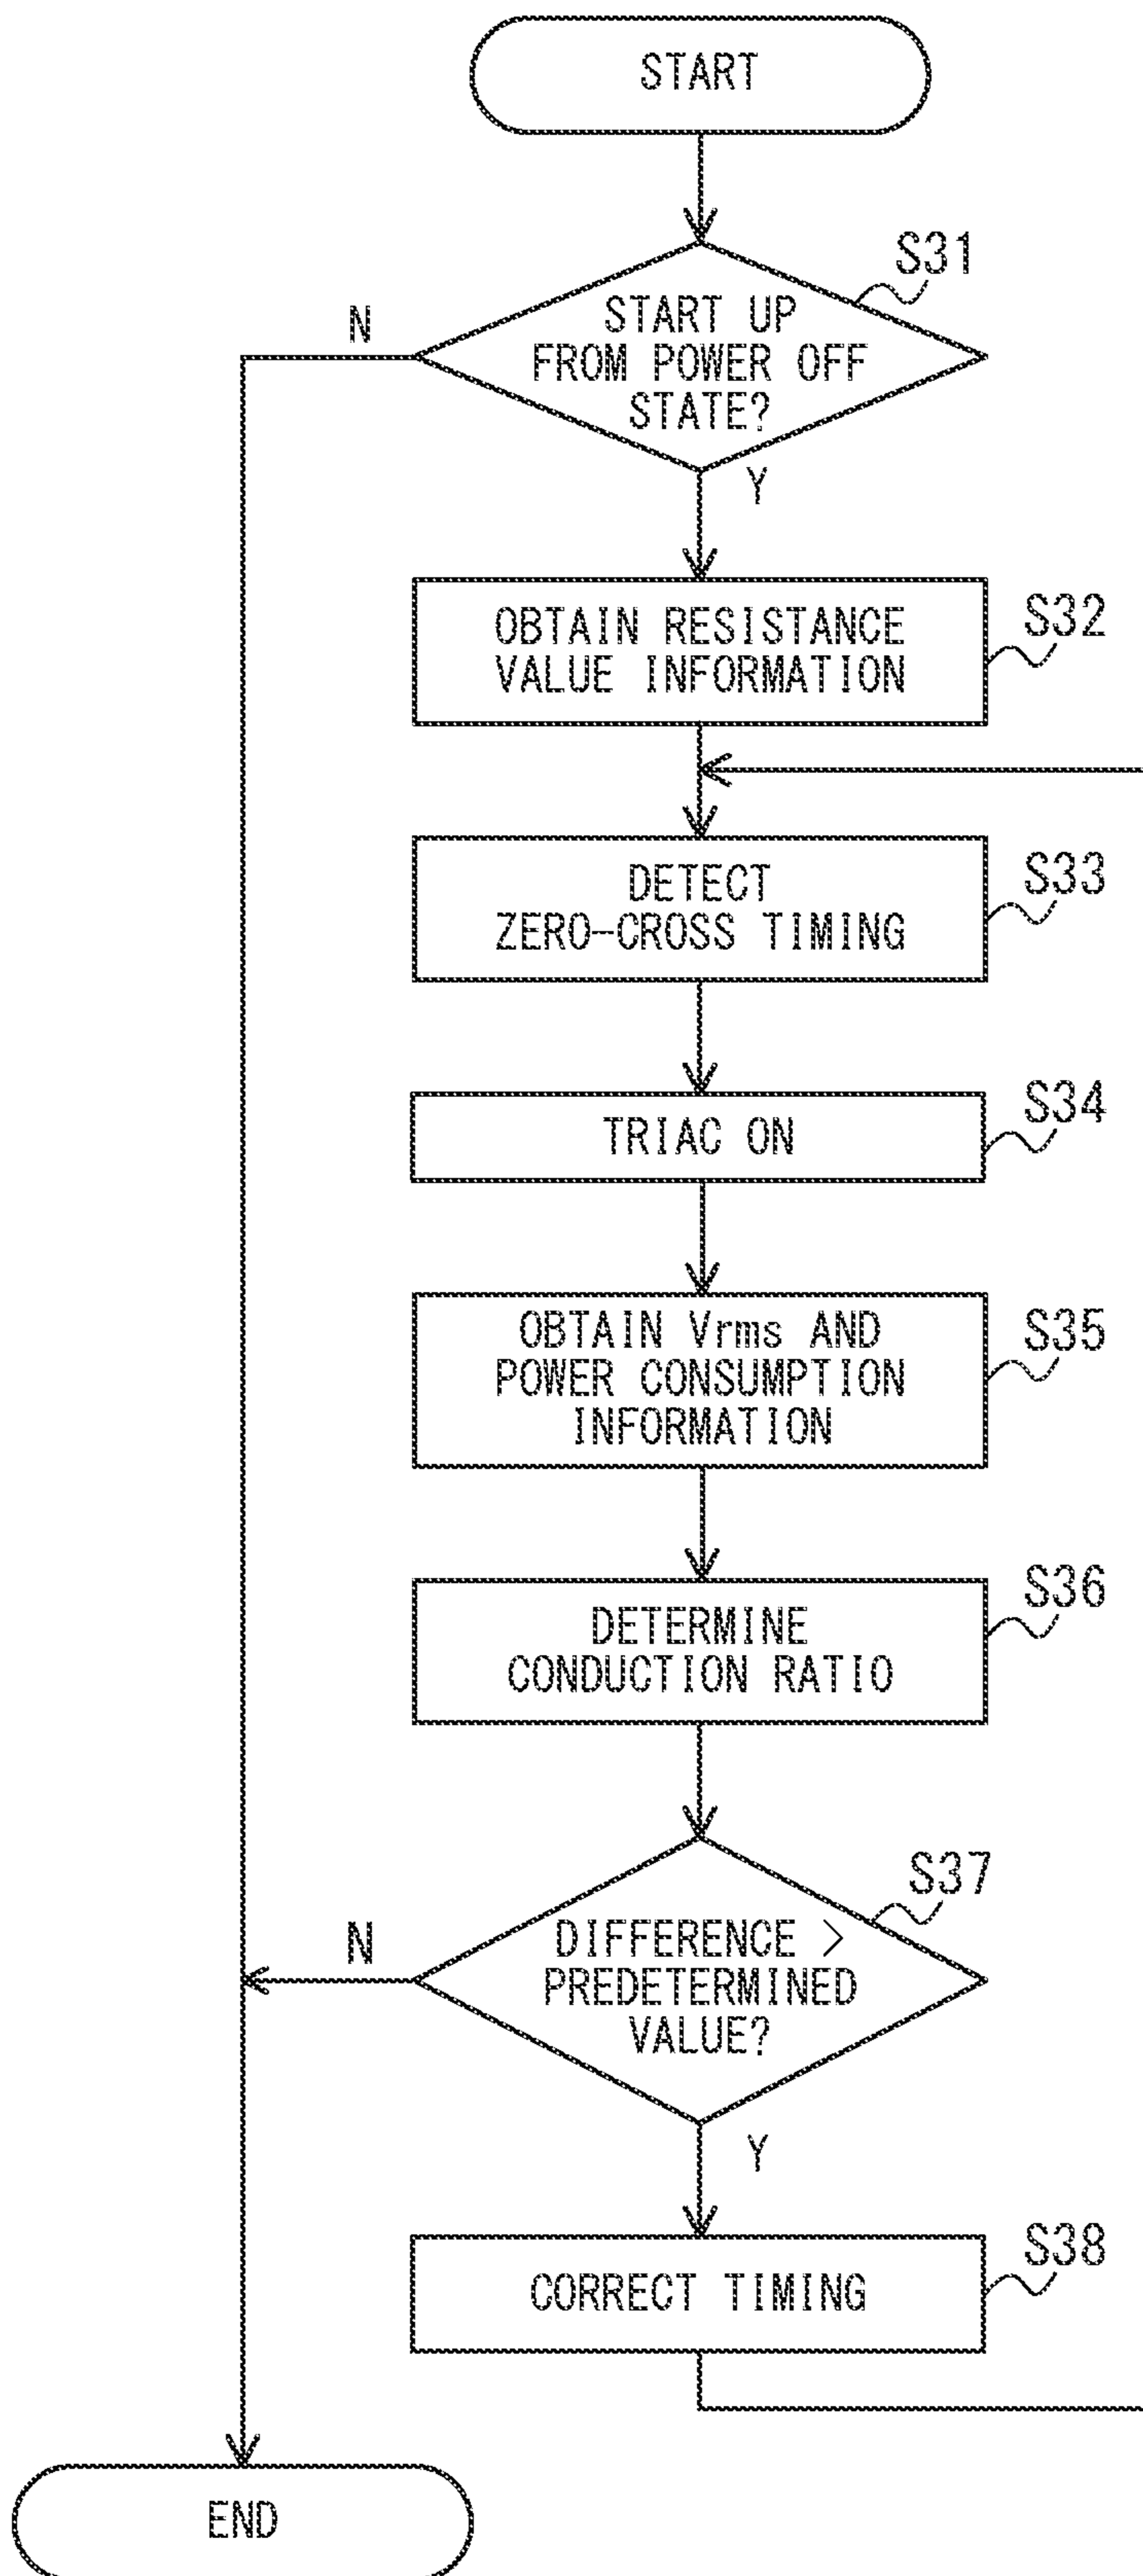 START
S31
START UP
FROM POWER OFF
STATE?
N
Y
OBTAIN RESISTANCE
VALUE INFORMATION
S32
DETECT
ZERO-CROSS TIMING
S33
TRIAC ON
S34
OBTAIN Vrms AND
POWER CONSUMPTION
INFORMATION
S35
DETERMINE
CONDUCTION RATIO
S36
S37
DIFFERENCE >
PREDETERMINED
VALUE?
N
Y
CORRECT TIMING
S38
END